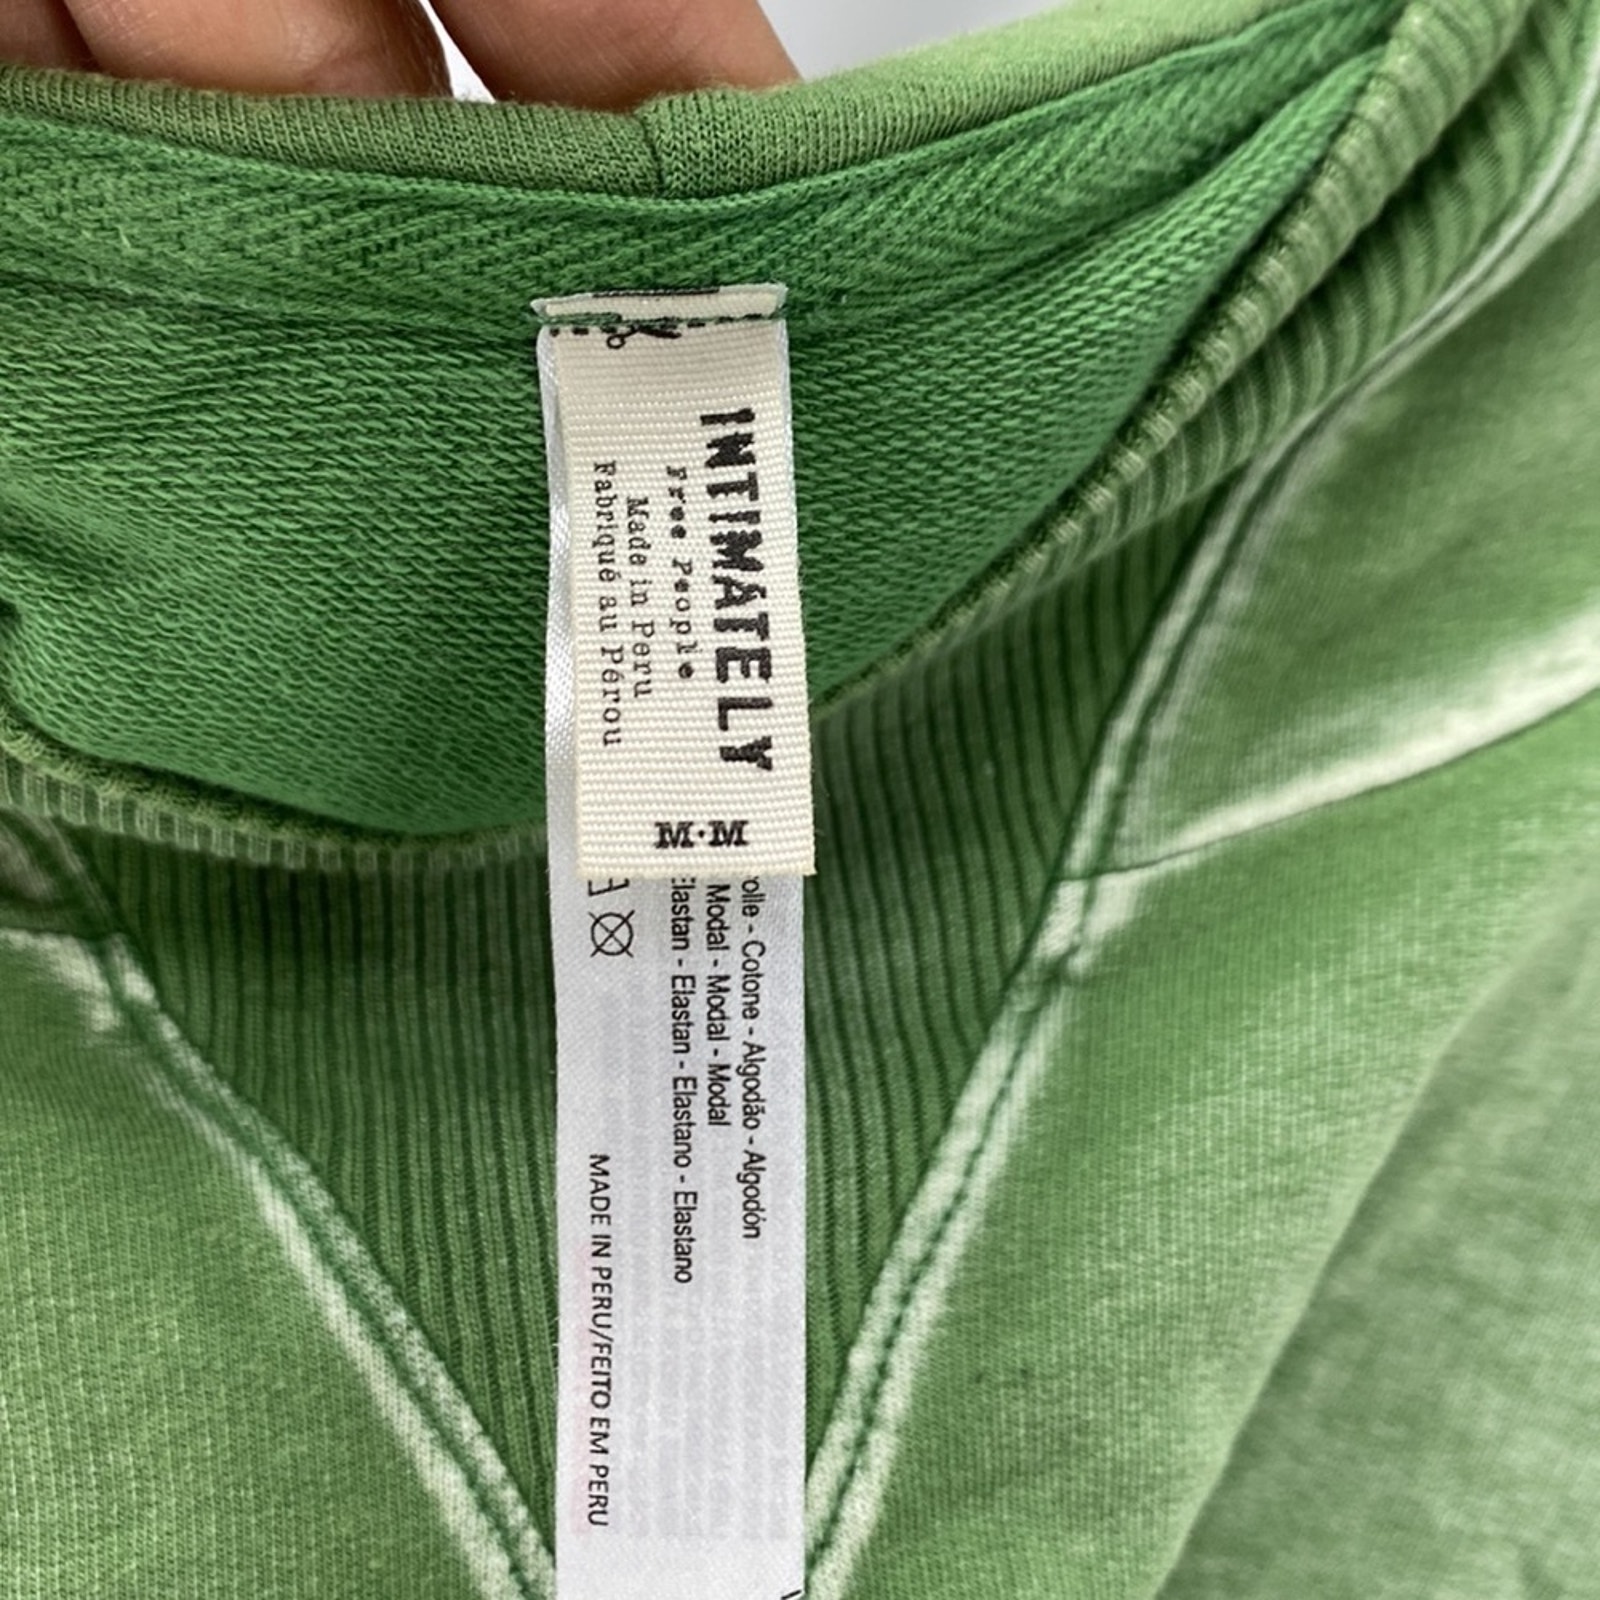 INTIMATELY
Free People
Made in Peru
Fabriqué au Pérou
M·M
Cotone - Algodão - Algodón
Modal - Modal - Modal
Elastan - Elastano - Elastano
MADE IN PERU/FEITO EM PERU